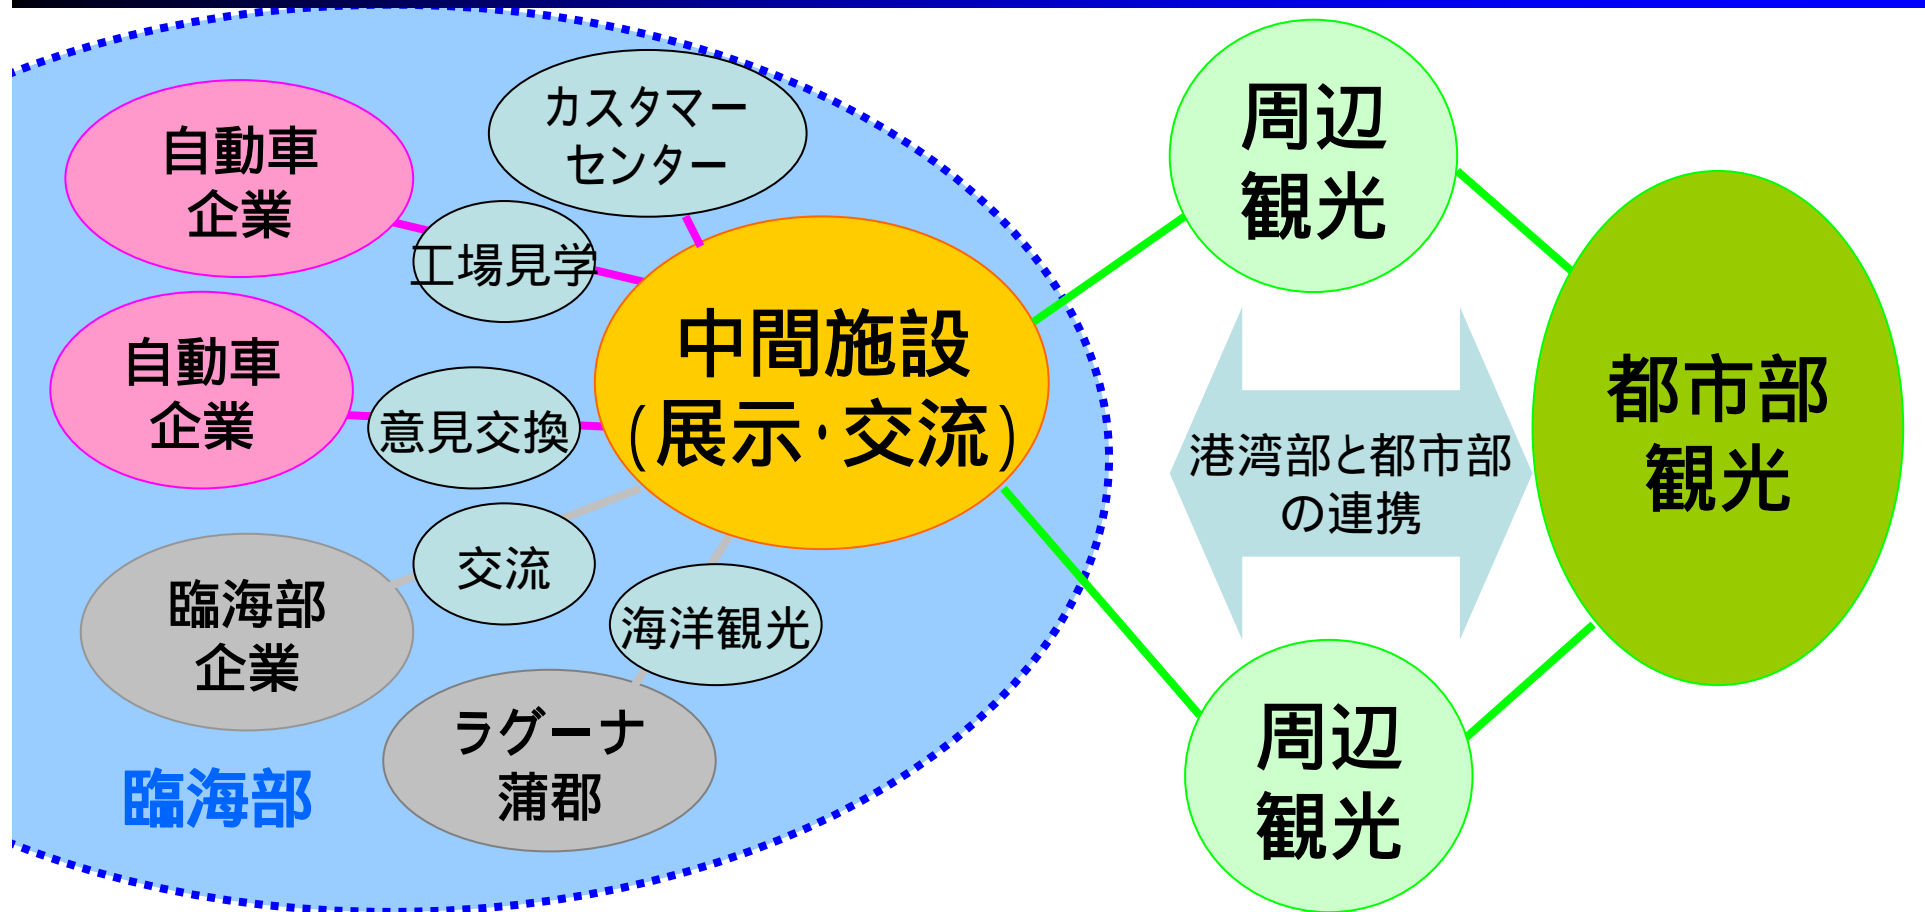 カスタマー
センター
自動車
企業
工場見学
自動車
企業
意見交換
中間施設
(展示・交流)
交流
臨海部
企業
海洋観光
ラグーナ
蒲郡
臨海部
周辺
観光
港湾部と都市部
の連携
都市部
観光
周辺
観光